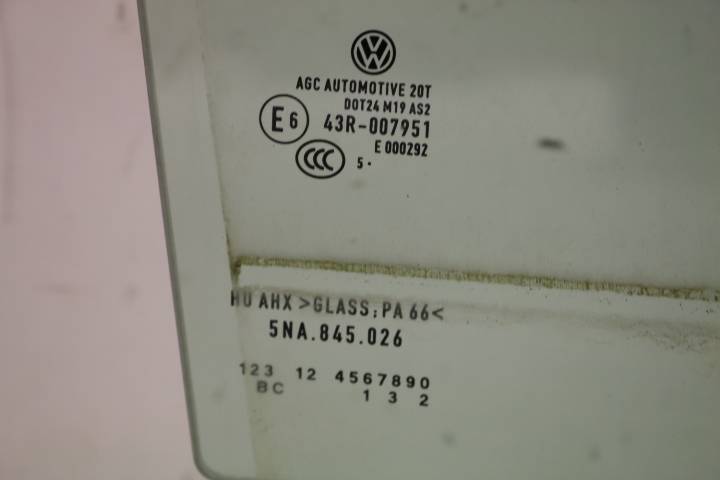 AGC AUTOMOTIVE 20T
DOT24 M19 AS2
E6 43R-007951
E 000292
CCC 5·
HU AHX >GLASS;PA 66<
5NA.845.026
123 12 4567890
BC 1 3 2